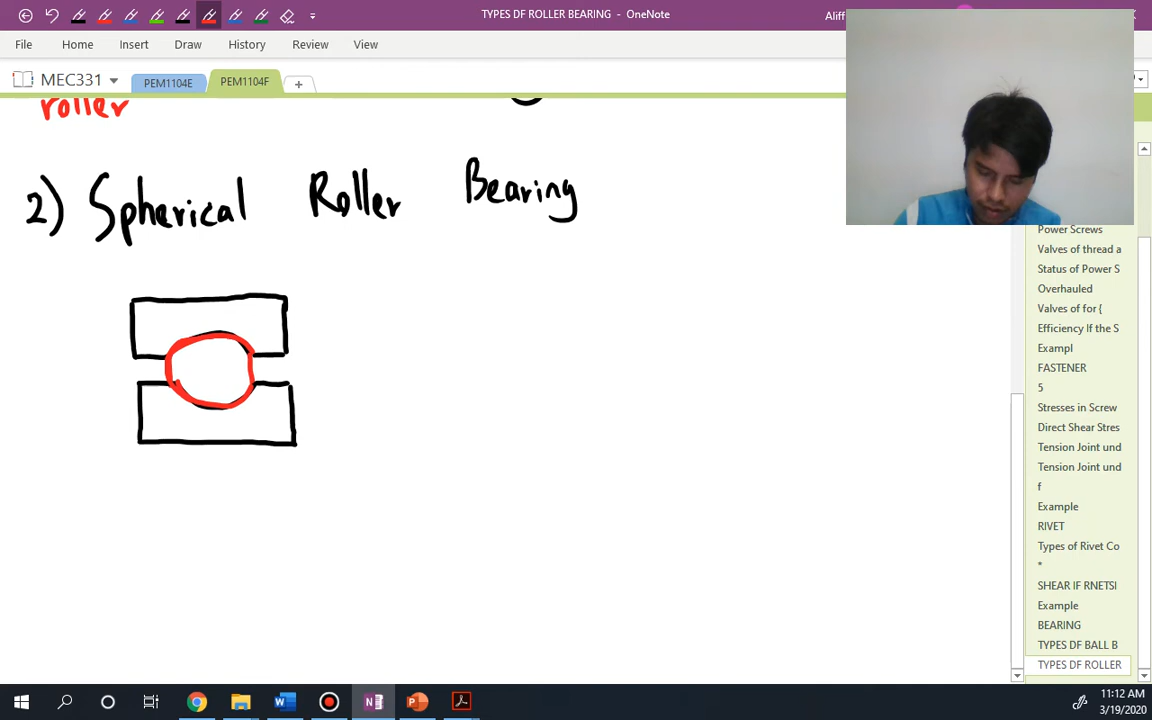 TYPES DF ROLLER BEARING - OneNote
Aliff
File Home Insert Draw History Review View
MEC331
PEM1104E
PEM1104F
roller
2) Spherical Roller Bearing
Power Screws
Valves of thread a
Status of Power S
Overhauled
Valves of for {
Efficiency If the S
Exampl
FASTENER
5
Stresses in Screw
Direct Shear Stres
Tension Joint und
Tension Joint und
f
Example
RIVET
Types of Rivet Co
*
SHEAR IF RNETSI
Example
BEARING
TYPES DF BALL B
TYPES DF ROLLER
11:12 AM
3/19/2020